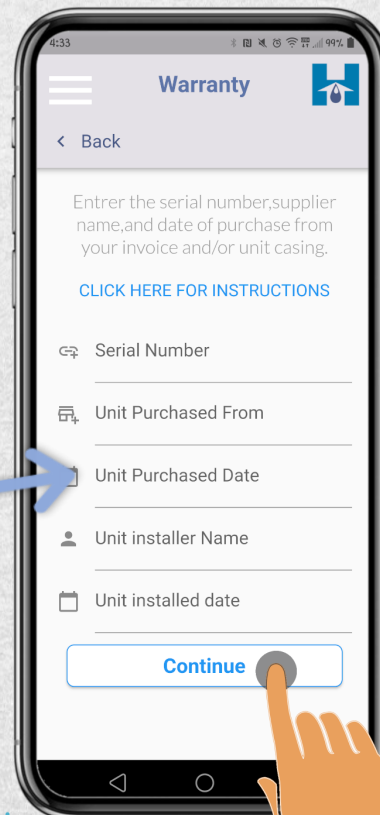 4:33
99%
Warranty
< Back
Entrer the serial number,supplier
name,and date of purchase from
your invoice and/or unit casing.
CLICK HERE FOR INSTRUCTIONS
Serial Number
Unit Purchased From
Unit Purchased Date
Unit installer Name
Unit installed date
Continue